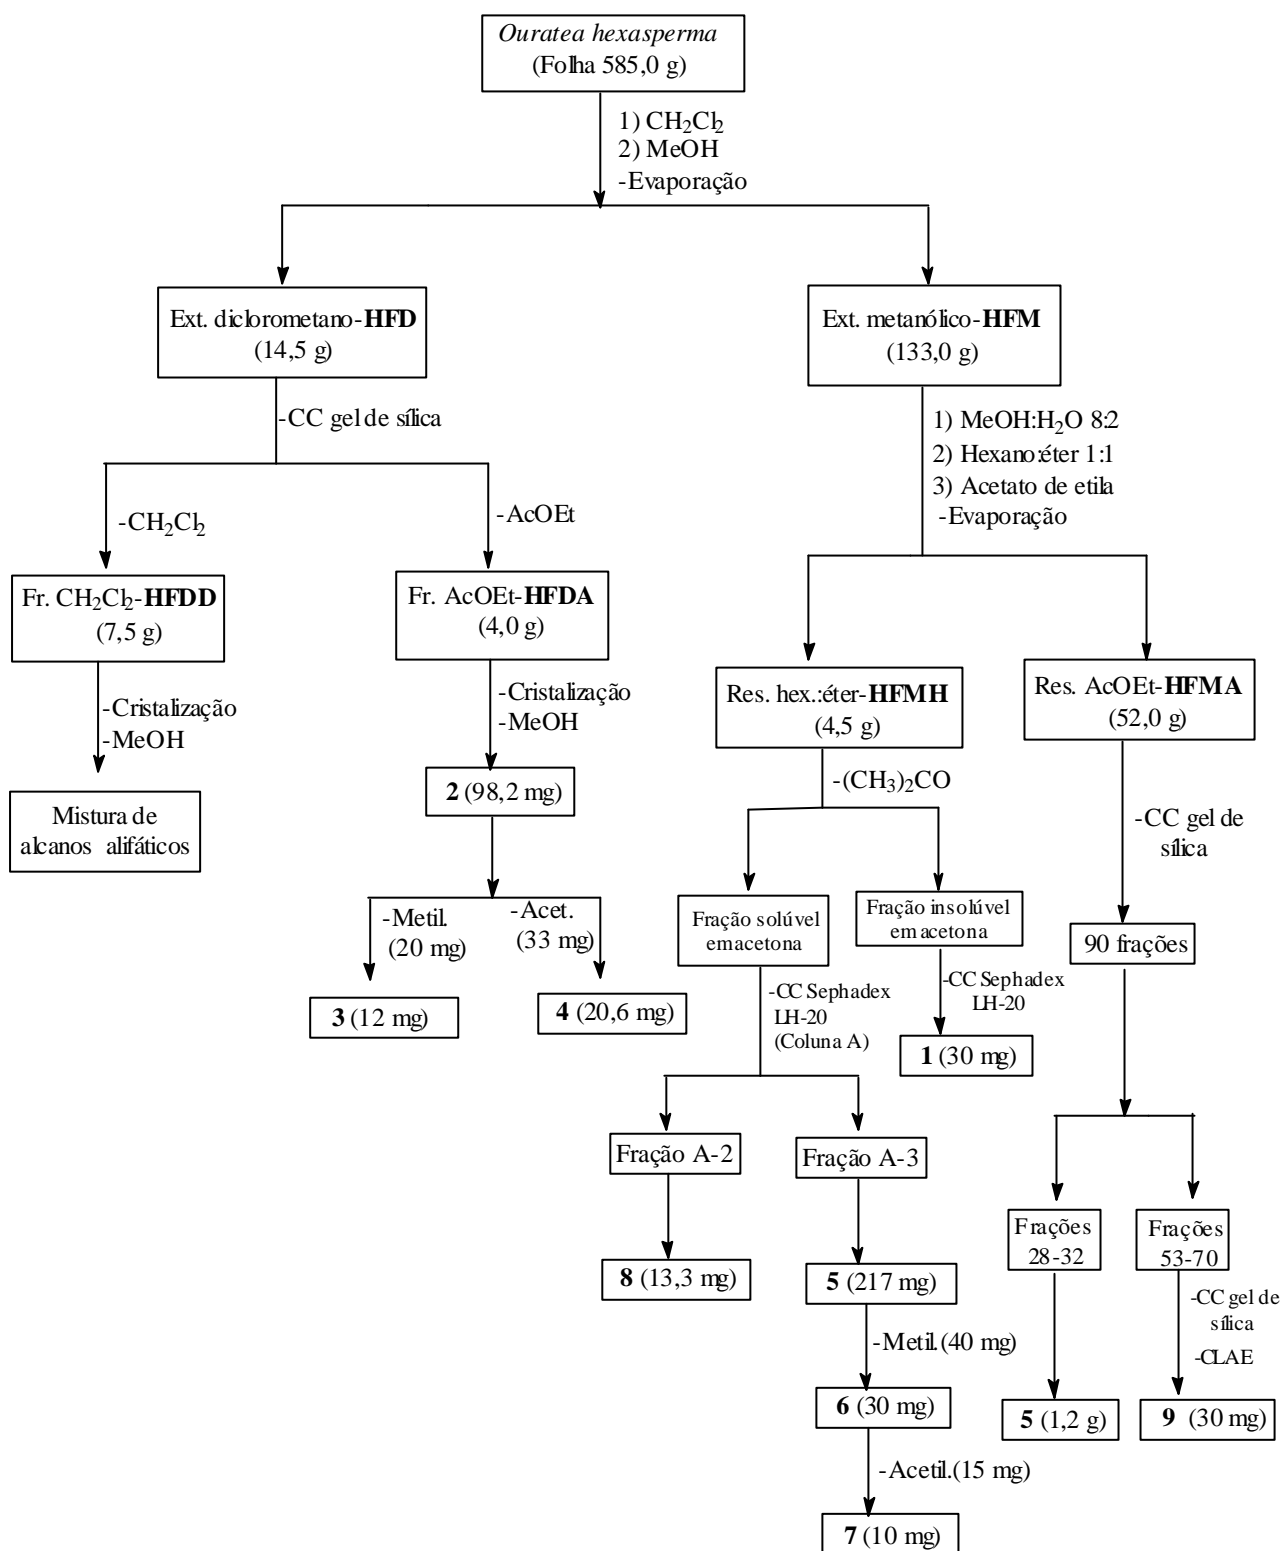 Ouratea hexasperma
(Folha 585,0 g)
1) CH2Cl2
2) MeOH
-Evaporação
Ext. diclorometano-HFD
(14,5 g)
Ext. metanólico-HFM
(133,0 g)
-CC gel de sílica
1) MeOH:H2O 8:2
2) Hexano:éter 1:1
3) Acetato de etila
-Evaporação
-CH2Cl2
-AcOEt
Fr. CH2Cl2-HFDD
(7,5 g)
Fr. AcOEt-HFDA
(4,0 g)
Res. hex.:éter-HFMH
(4,5 g)
Res. AcOEt-HFMA
(52,0 g)
-Cristalização
-MeOH
-Cristalização
-MeOH
Mistura de
alcanos alifáticos
2 (98,2 mg)
-(CH3)2CO
-CC gel de
sílica
-Metil.
(20 mg)
-Acet.
(33 mg)
3 (12 mg)
4 (20,6 mg)
Fração solúvel
em acetona
Fração insolúvel
em acetona
90 frações
-CC Sephadex
LH-20
(Coluna A)
-CC Sephadex
LH-20
1 (30 mg)
Fração A-2
Fração A-3
Frações
28-32
Frações
53-70
8 (13,3 mg)
5 (217 mg)
-CC gel de
sílica
-CLAE
-Metil.(40 mg)
6 (30 mg)
5 (1,2 g)
9 (30 mg)
-Acetil.(15 mg)
7 (10 mg)